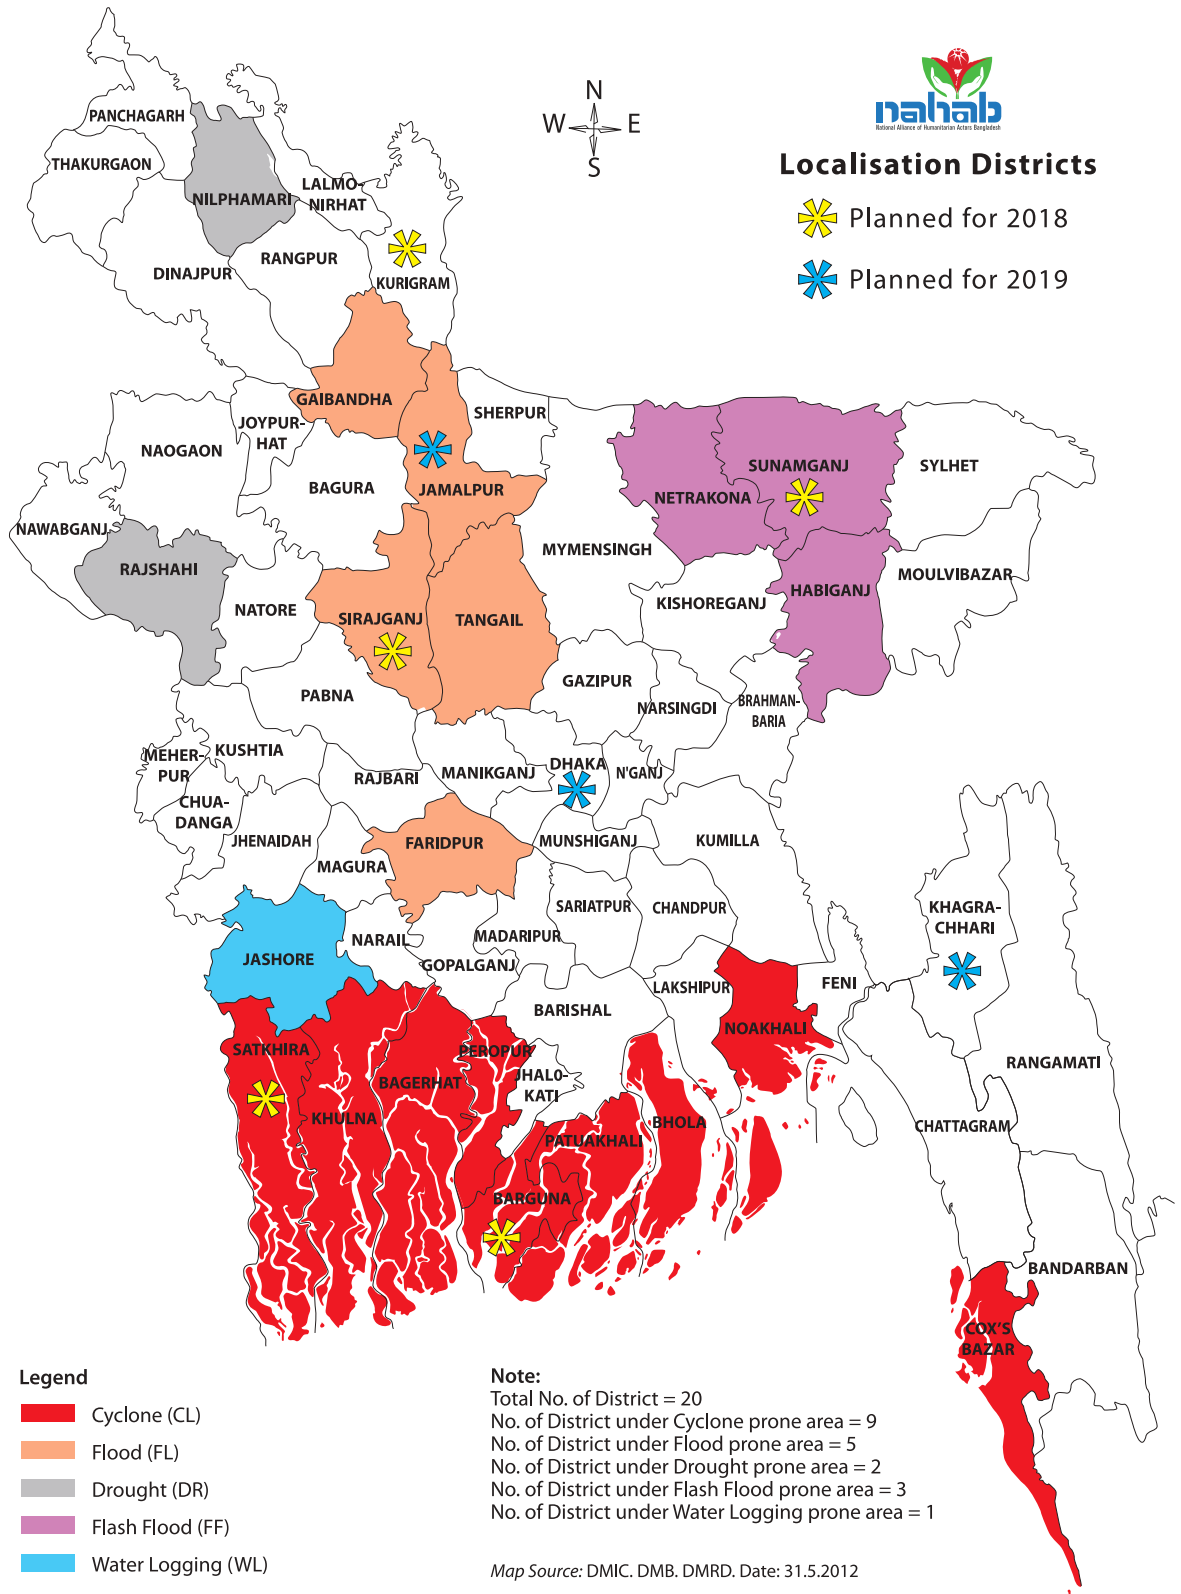 nahab
National Alliance of Humanitarian Actors Bangladesh
N
W
E
S
Localisation Districts
Planned for 2018
Planned for 2019
PANCHAGARH
THAKURGAON
NILPHAMARI
LALMO-
NIRHAT
DINAJPUR
RANGPUR
KURIGRAM
GAIBANDHA
JOYPUR-
HAT
NAOGAON
BAGURA
JAMALPUR
SHERPUR
NETRAKONA
SUNAMGANJ
SYLHET
NAWABGANJ
RAJSHAHI
NATORE
SIRAJGANJ
TANGAIL
MYMENSINGH
KISHOREGANJ
HABIGANJ
MOULVIBAZAR
PABNA
GAZIPUR
NARSINGDI
BRAHMAN-
BARIA
MEHER-
PUR
KUSHTIA
CHUA-
DANGA
RAJBARI
MANIKGANJ
DHAKA
N'GANJ
JHENAIDAH
MAGURA
FARIDPUR
MUNSHIGANJ
KUMILLA
SARIATPUR
CHANDPUR
KHAGRA-
CHHARI
JASHORE
NARAIL
MADARIPUR
GOPALGANJ
LAKSHIPUR
FENI
BARISHAL
NOAKHALI
RANGAMATI
SATKHIRA
KHULNA
BAGERHAT
PEROPUR
JHAL0-
KATI
PATUAKHALI
BHOLA
BARGUNA
CHATTAGRAM
BANDARBAN
COX'S
BAZAR
Legend
Cyclone (CL)
Flood (FL)
Drought (DR)
Flash Flood (FF)
Water Logging (WL)
Note:
Total No. of District = 20
No. of District under Cyclone prone area = 9
No. of District under Flood prone area = 5
No. of District under Drought prone area = 2
No. of District under Flash Flood prone area = 3
No. of District under Water Logging prone area = 1
Map Source: DMIC. DMB. DMRD. Date: 31.5.2012